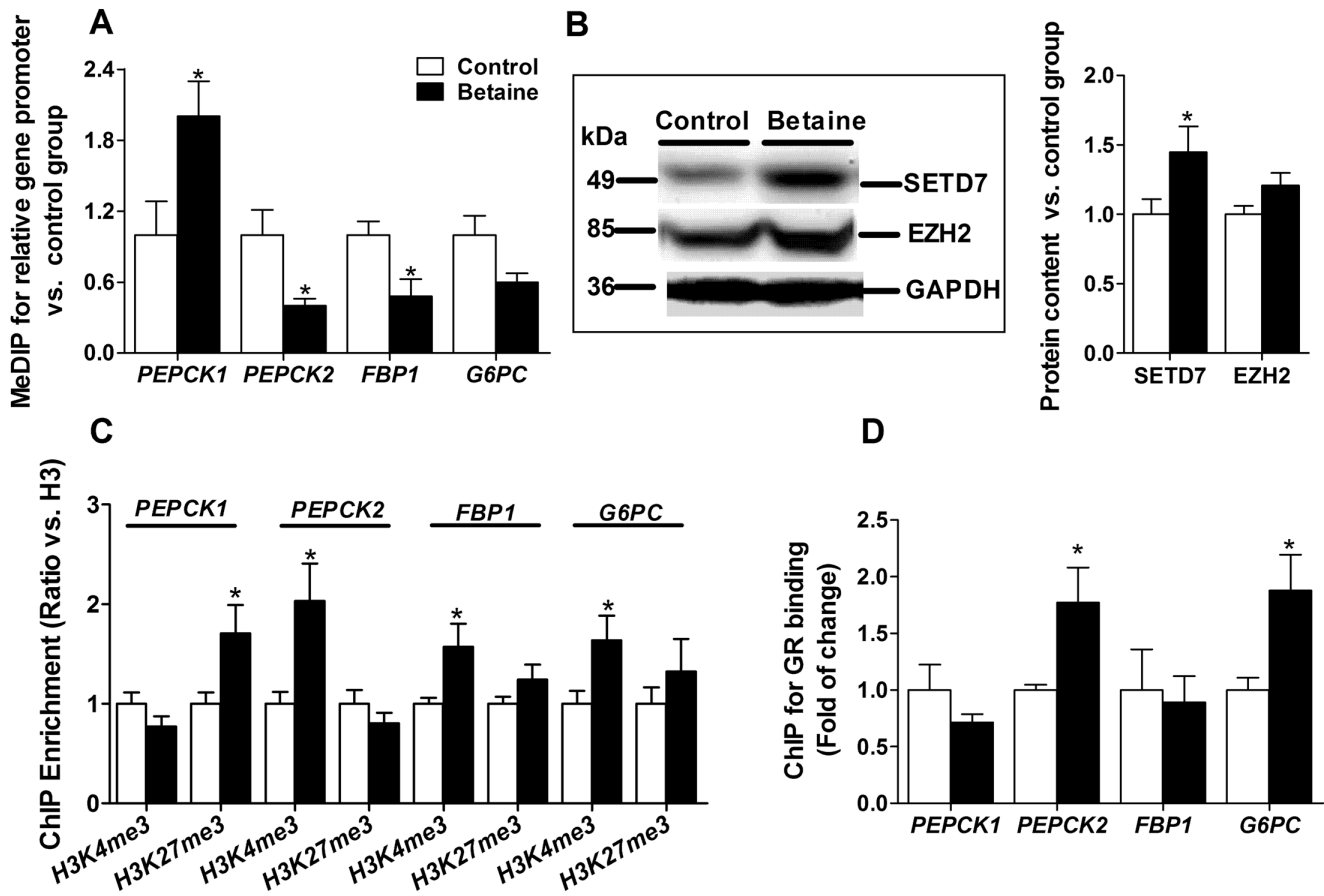 A
MeDIP for relative gene promoter
vs. control group
2.4
1.8
1.2
0.6
0.0
*
*
*
Control
Betaine
PEPCK1
PEPCK2
FBP1
G6PC
B
kDa
Control
Betaine
49
SETD7
85
EZH2
36
GAPDH
Protein content vs. control group
2.0
1.5
1.0
0.5
0.0
*
SETD7
EZH2
C
ChIP Enrichment (Ratio vs. H3)
3
2
1
0
PEPCK1
PEPCK2
FBP1
G6PC
*
*
*
*
H3K4me3
H3K27me3
H3K4me3
H3K27me3
H3K4me3
H3K27me3
H3K4me3
H3K27me3
D
ChIP for GR binding
(Fold of change)
2.5
2.0
1.5
1.0
0.5
0.0
*
*
PEPCK1
PEPCK2
FBP1
G6PC